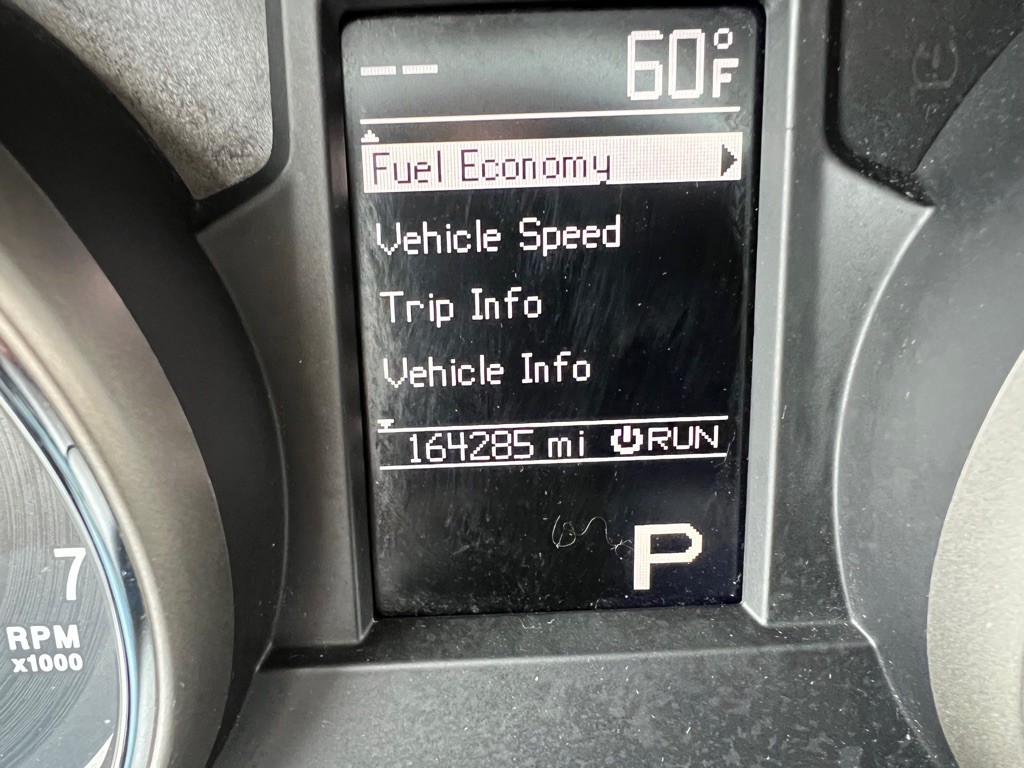 -- --
60°F
Fuel Economy
Vehicle Speed
Trip Info
Vehicle Info
164285 mi RUN
P
7
RPM
x1000